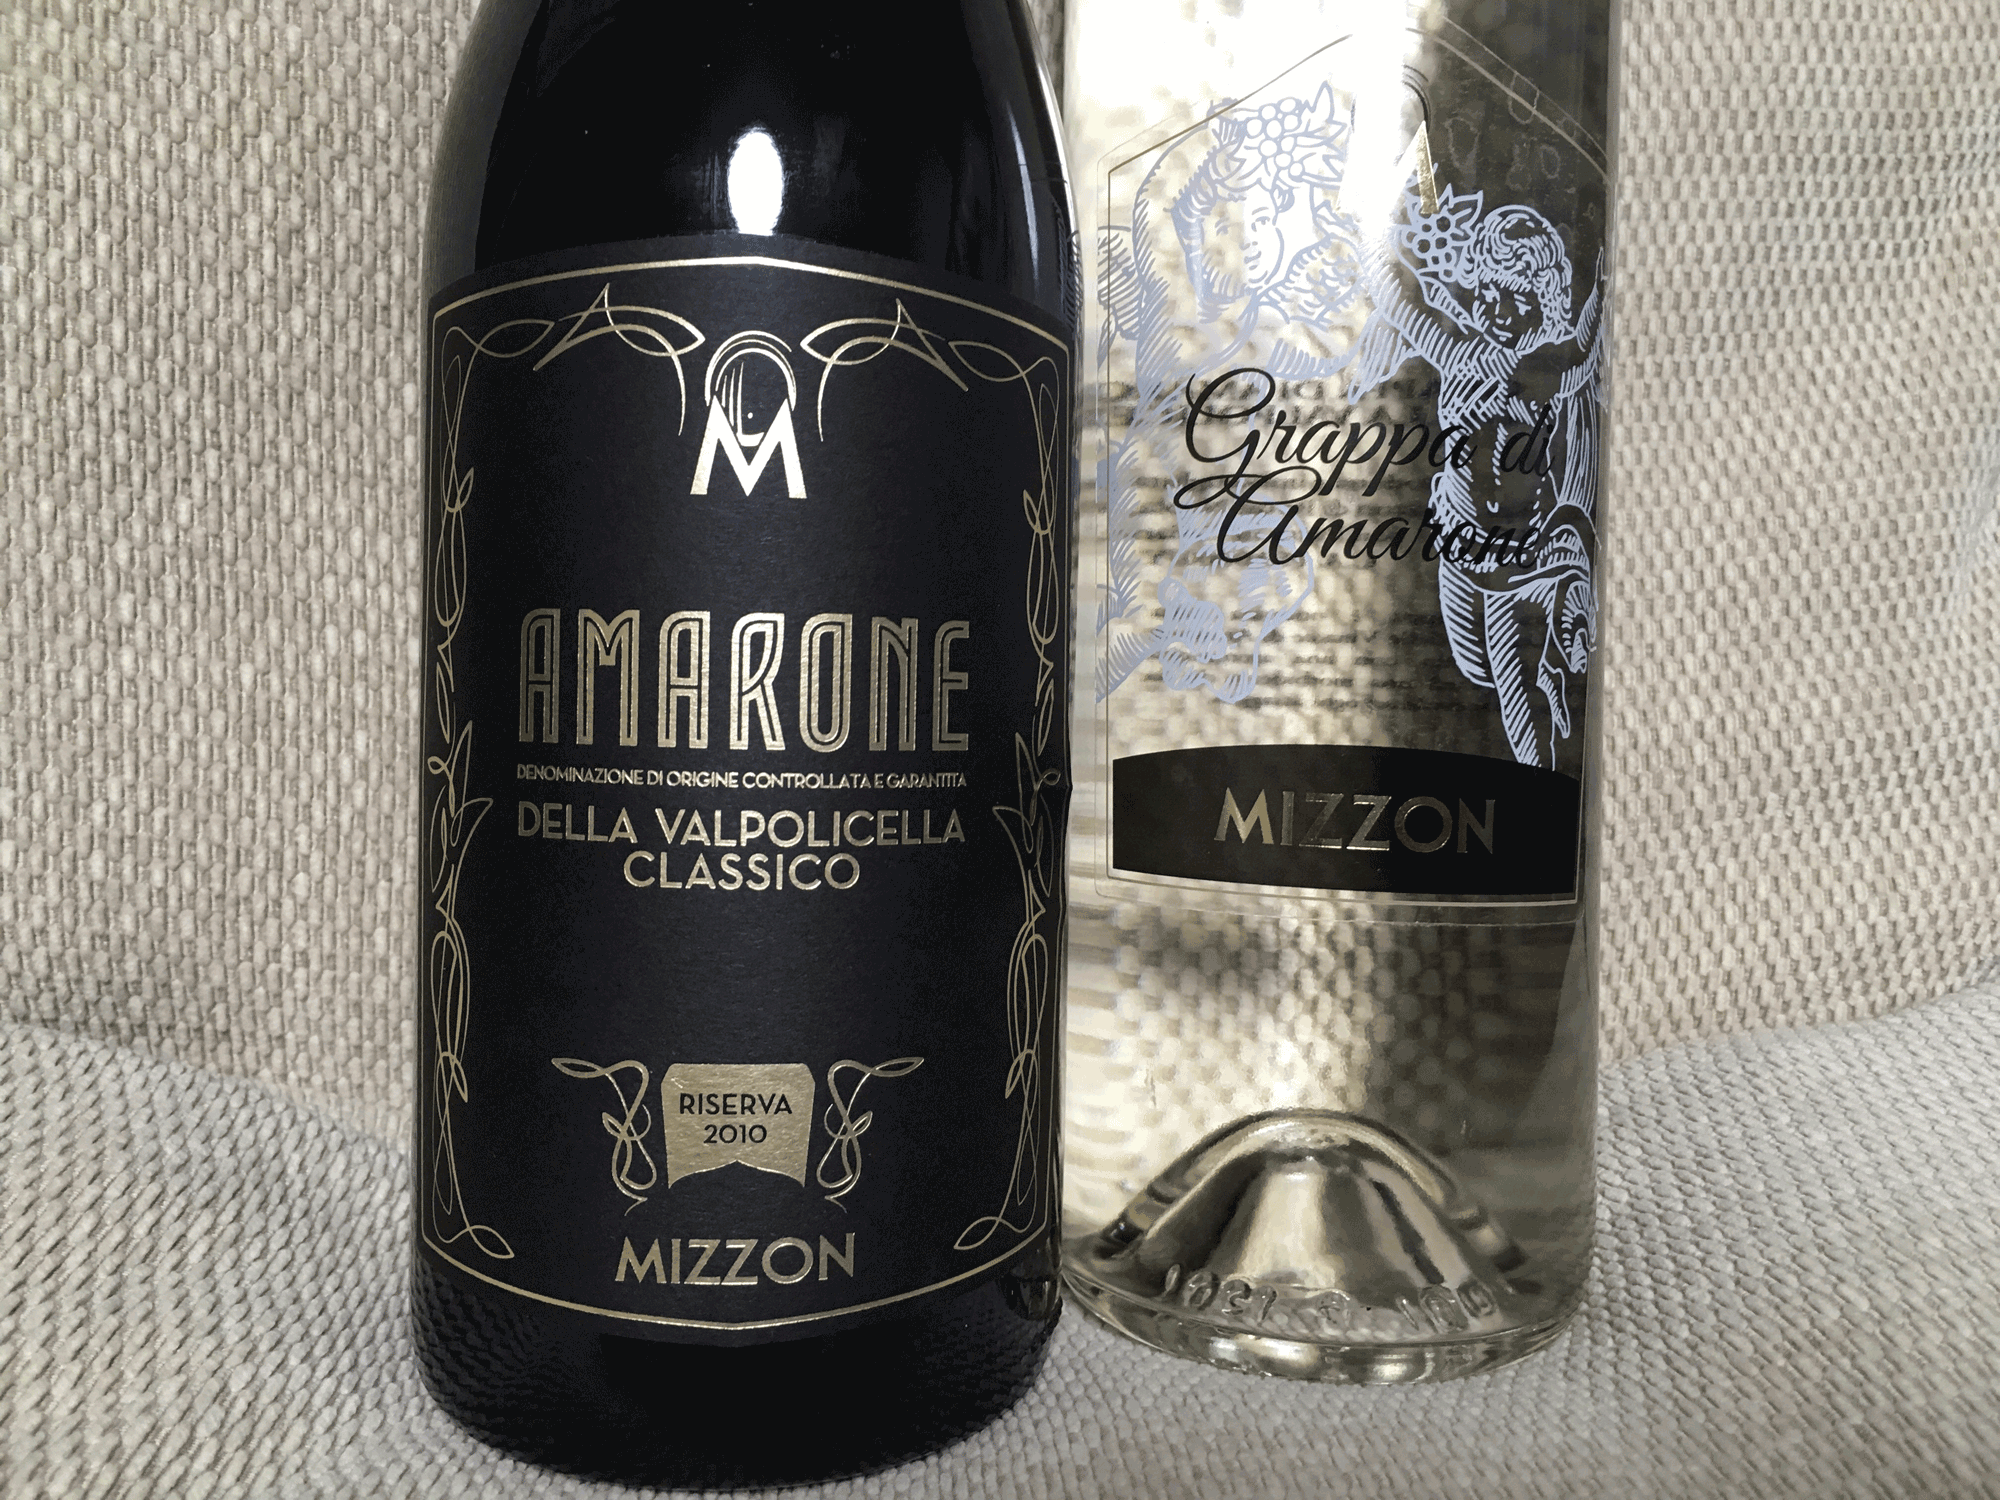 M
AMARONE
DENOMINAZIONE DI ORIGINE CONTROLLATA E GARANTITA
DELLA VALPOLICELLA
CLASSICO
RISERVA
2010
MIZZON
Grappa di
Amarone
MIZZON